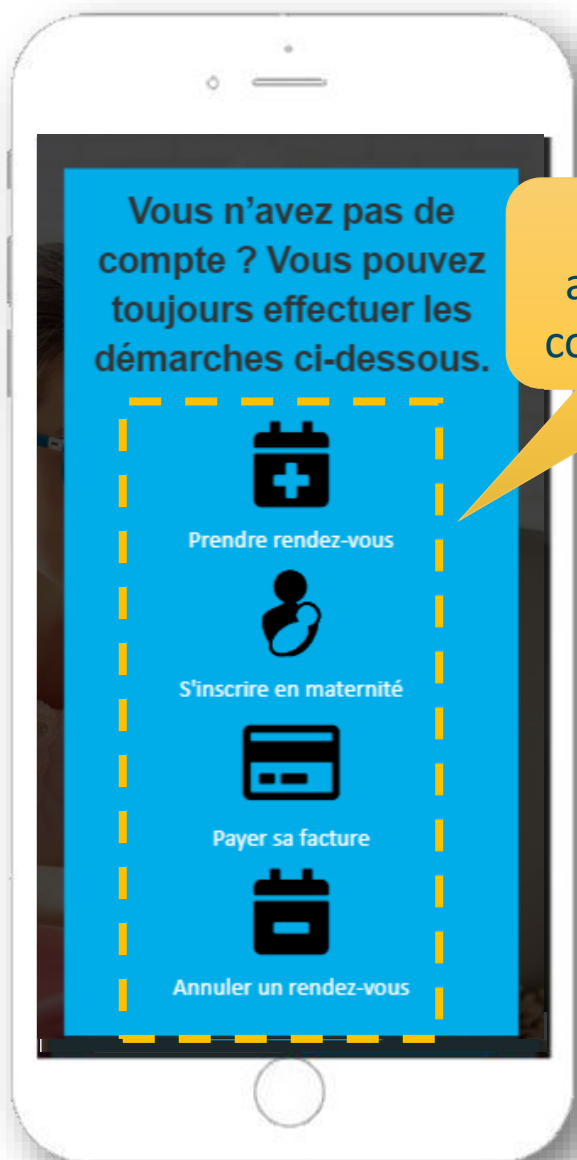 Vous n’avez pas de
compte ? Vous pouvez
toujours effectuer les
démarches ci-dessous.
Prendre rendez-vous
S'inscrire en maternité
Payer sa facture
Annuler un rendez-vous